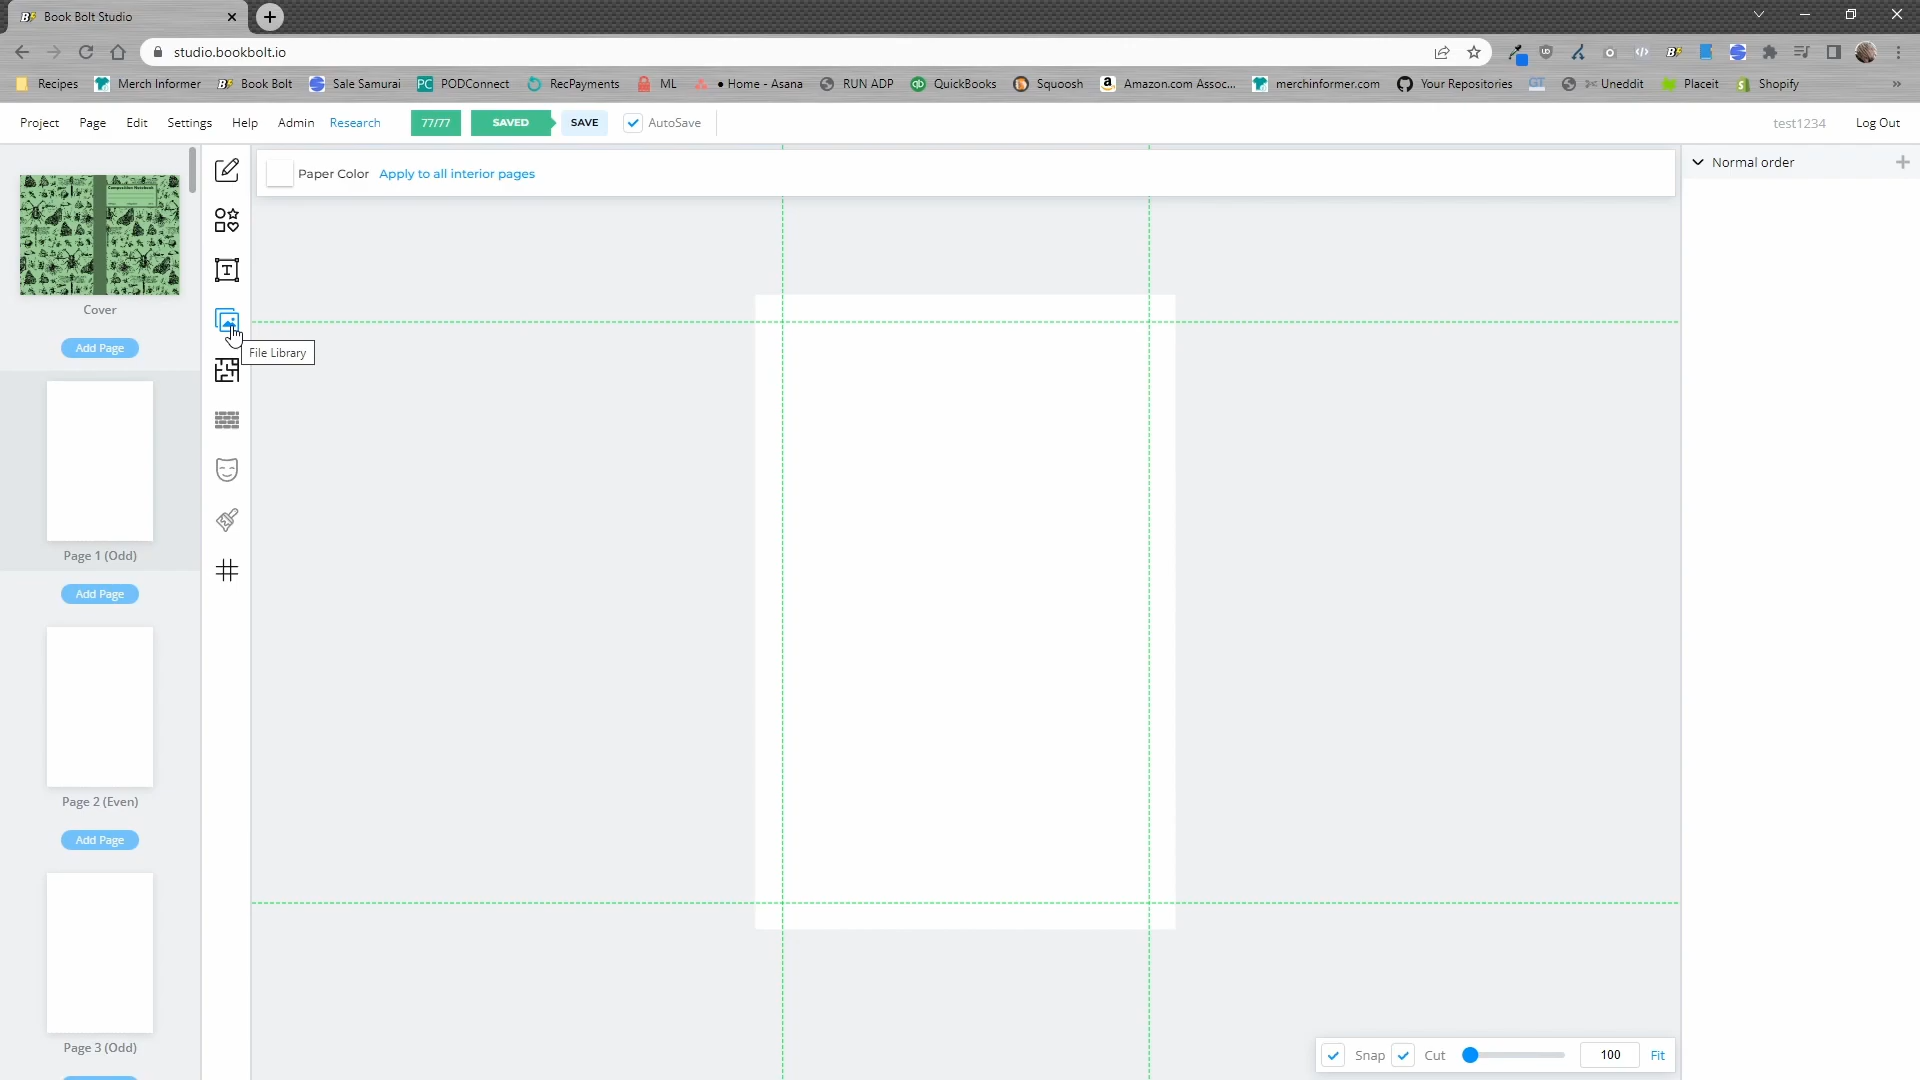 Book Bolt Studio
studio.bookbolt.io
Recipes
Merch Informer
Book Bolt
Sale Samurai
PODConnect
RecPayments
ML
• Home - Asana
RUN ADP
QuickBooks
Squoosh
Amazon.com Assoc...
merchinformer.com
Your Repositories
GT
✂ Uneddit
Placeit
Shopify
»
Project
Page
Edit
Settings
Help
Admin
Research
77/77
SAVED
SAVE
AutoSave
test1234
Log Out
Paper Color
Apply to all interior pages
Normal order
Composition Notebook
Cover
Add Page
File Library
Page 1 (Odd)
Add Page
Page 2 (Even)
Add Page
Page 3 (Odd)
Snap
Cut
100
Fit